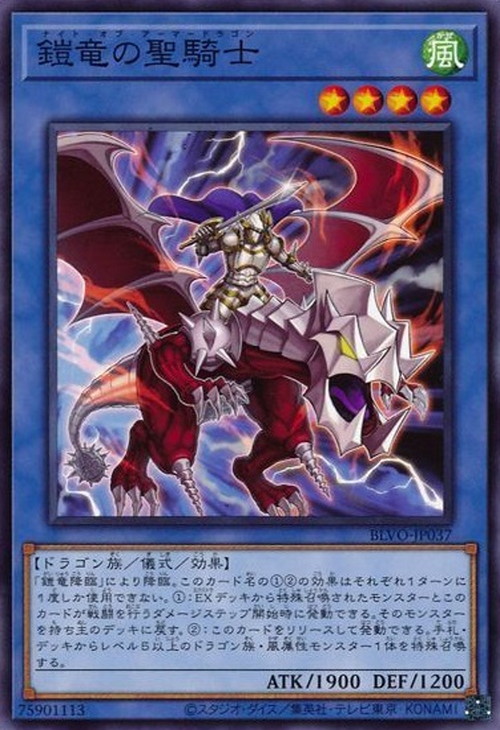 ナイト オブ アーマードラゴン
鎧竜の聖騎士
風
BLVO-JP037
【ドラゴン族／儀式／効果】
「鎧竜降臨」により降臨。このカード名の①②の効果はそれぞれ１ターンに
１度しか使用できない。①：EXデッキから特殊召喚されたモンスターとこの
カードが戦闘を行うダメージステップ開始時に発動できる。そのモンスター
を持ち主のデッキに戻す。②：このカードをリリースして発動できる。手札・
デッキからレベル５以上のドラゴン族・風属性モンスター１体を特殊召喚
する。
ATK/1900 DEF/1200
75901113 ©スタジオ・ダイス／集英社・テレビ東京・KONAMI